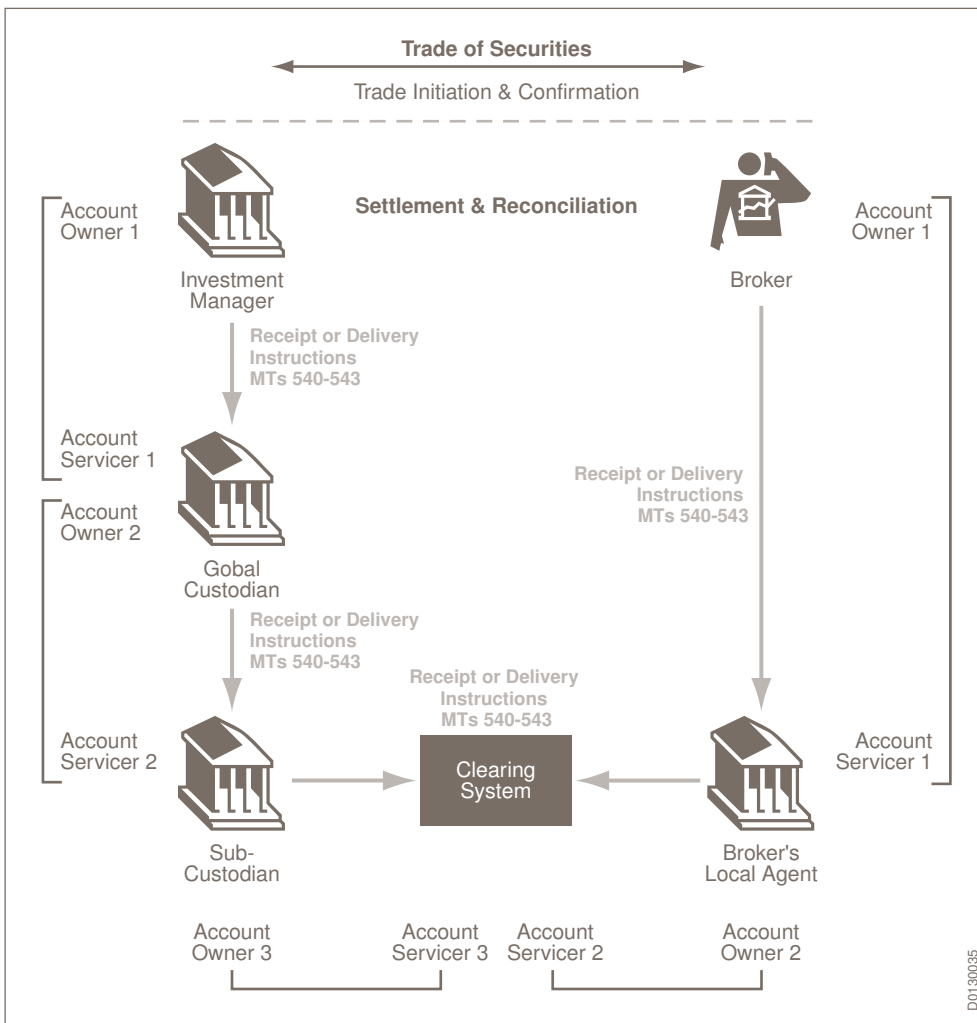 Trade of Securities
Trade Initiation & Confirmation
Settlement & Reconciliation
Account
Owner 1
Investment
Manager
Broker
Account
Owner 1
Receipt or Delivery
Instructions
MTs 540-543
Account
Servicer 1
Account
Owner 2
Gobal
Custodian
Receipt or Delivery
Instructions
MTs 540-543
Receipt or Delivery
Instructions
MTs 540-543
Receipt or Delivery
Instructions
MTs 540-543
Account
Servicer 2
Clearing
System
Account
Servicer 1
Sub-
Custodian
Broker's
Local Agent
Account
Owner 3
Account
Servicer 3
Account
Servicer 2
Account
Owner 2
D0130035